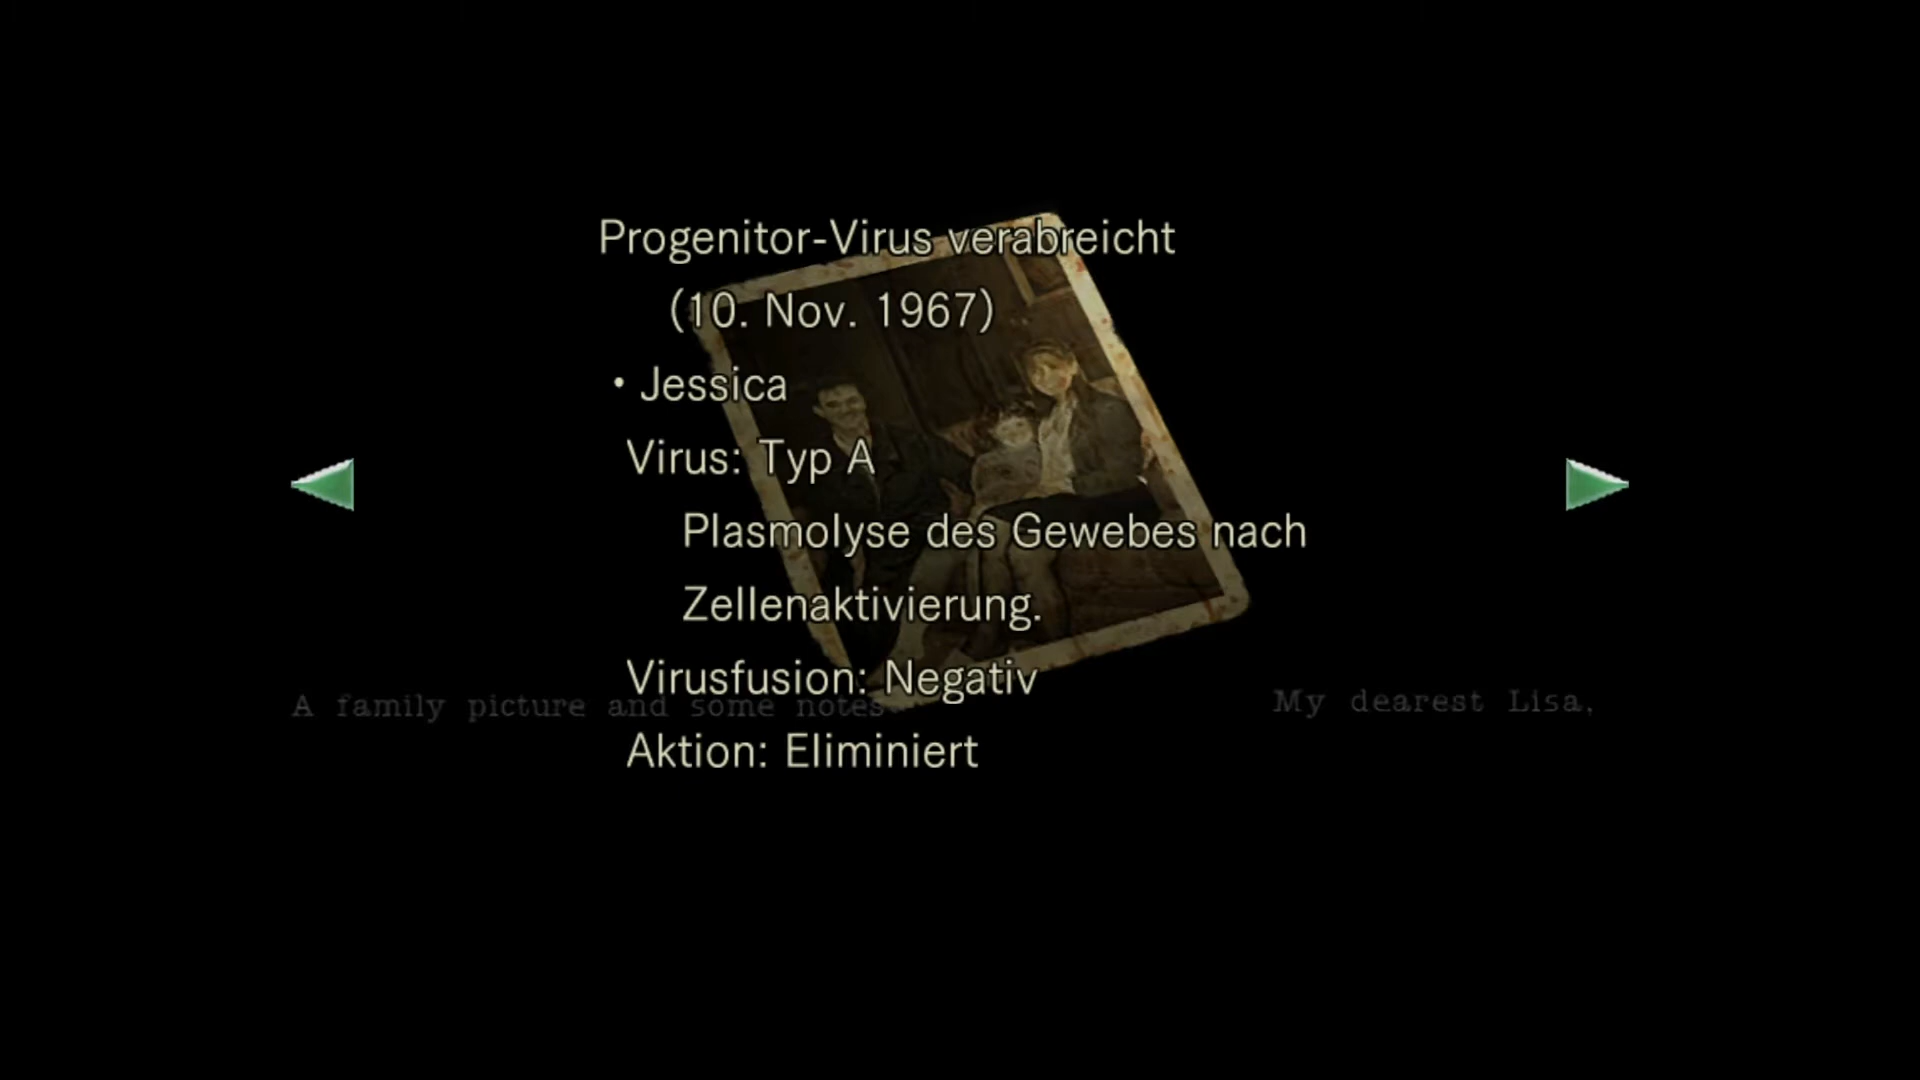 Progenitor-Virus verabreicht
(10. Nov. 1967)
• Jessica
Virus: Typ A
Plasmolyse des Gewebes nach
Zellenaktivierung.
Virusfusion: Negativ
A family picture and some notes
My dearest Lisa,
Aktion: Eliminiert